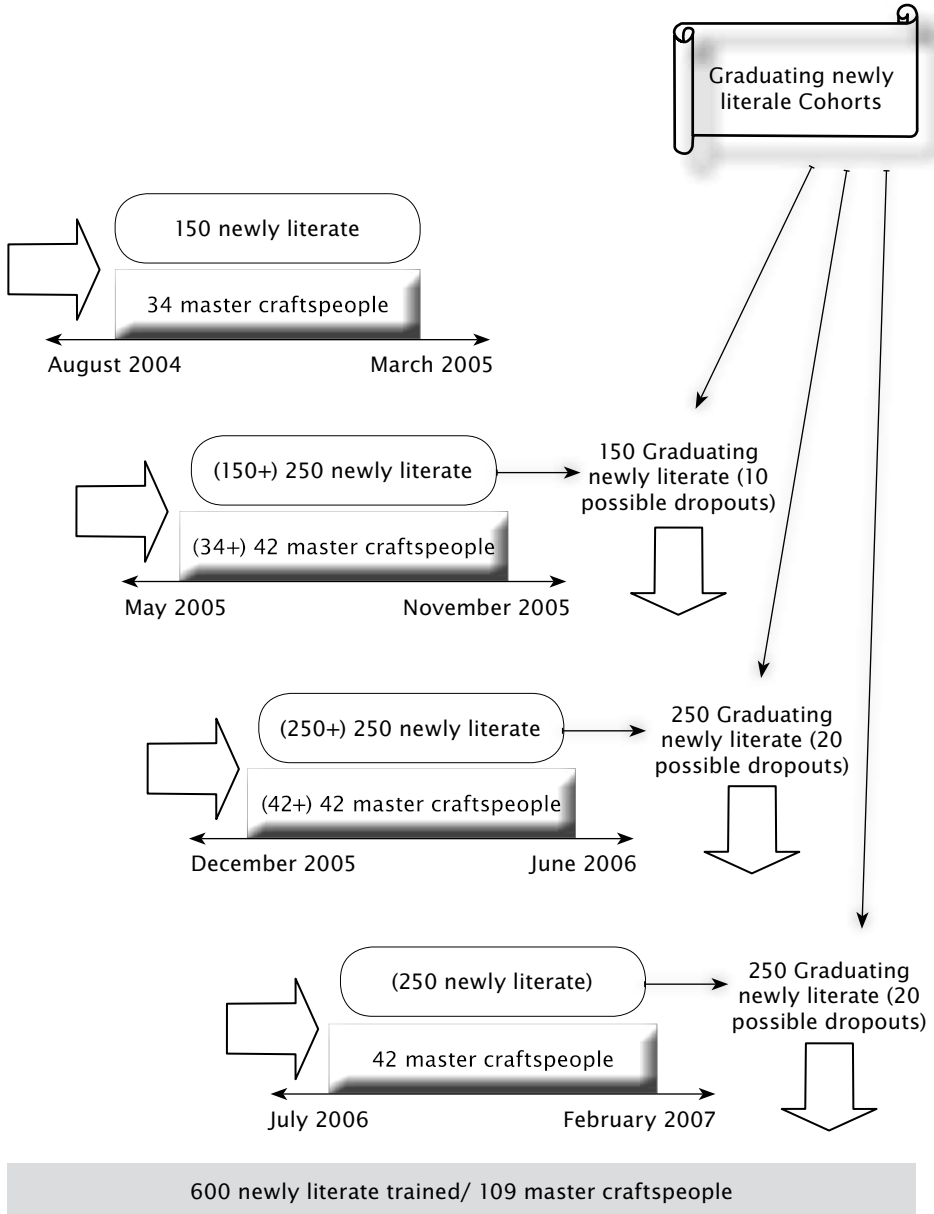 Graduating newly
literale Cohorts
150 newly literate
34 master craftspeople
August 2004
March 2005
(150+) 250 newly literate
(34+) 42 master craftspeople
May 2005
November 2005
150 Graduating
newly literate (10
possible dropouts)
(250+) 250 newly literate
(42+) 42 master craftspeople
December 2005
June 2006
250 Graduating
newly literate (20
possible dropouts)
(250 newly literate)
42 master craftspeople
July 2006
February 2007
250 Graduating
newly literate (20
possible dropouts)
600 newly literate trained/ 109 master craftspeople